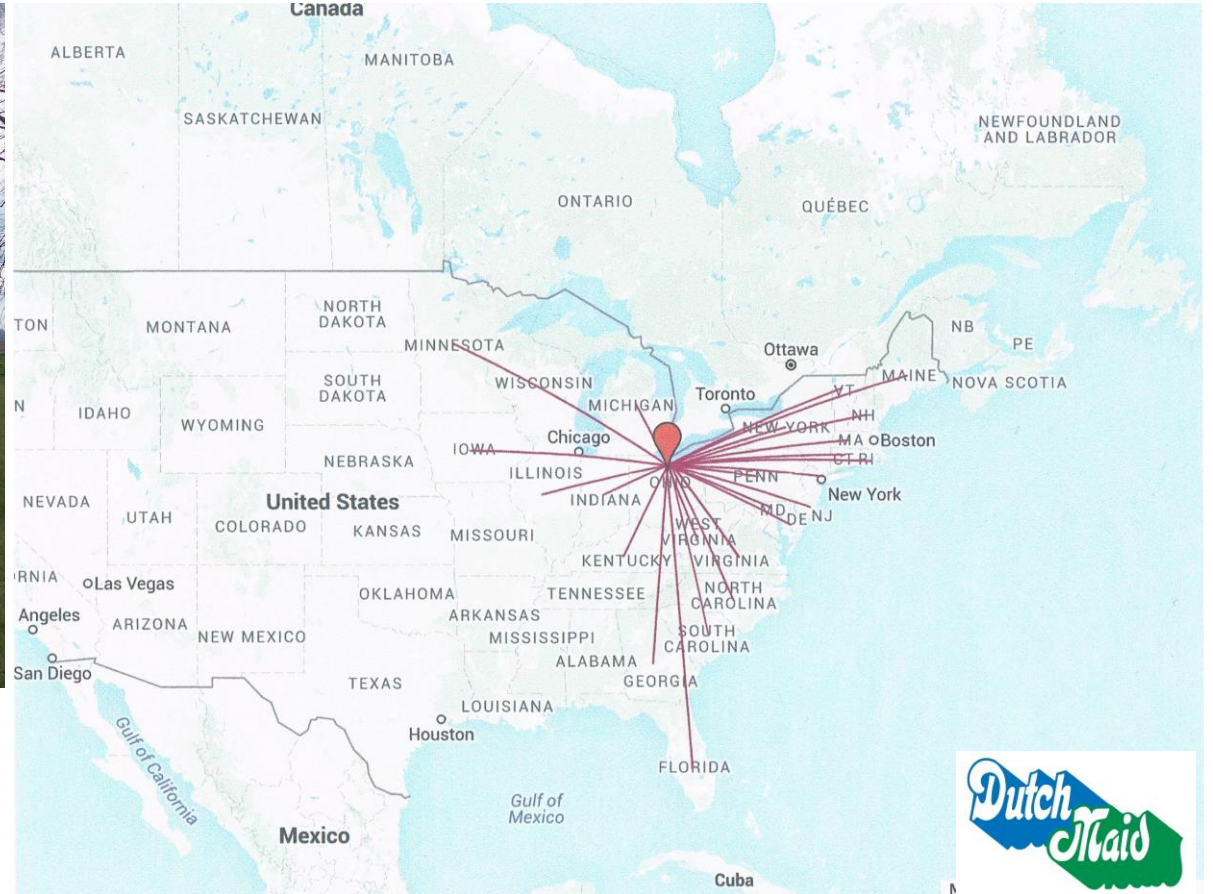 Canada
ALBERTA
MANITOBA
SASKATCHEWAN
NEWFOUNDLAND
AND LABRADOR
ONTARIO
QUÉBEC
NORTH
DAKOTA
TON
MONTANA
MINNESOTA
NB
PE
Ottawa
SOUTH
DAKOTA
WISCONSIN
MAINE
NOVA SCOTIA
VT
N
IDAHO
WYOMING
MICHIGAN
Toronto
NH
NEW YORK
Chicago
MA
Boston
IOWA
NEBRASKA
CT RI
ILLINOIS
OHIO
PENN
INDIANA
New York
NEVADA
United States
UTAH
COLORADO
KANSAS
MISSOURI
MD
DE
NJ
WEST
VIRGINIA
KENTUCKY
VIRGINIA
RNIA
Las Vegas
OKLAHOMA
TENNESSEE
NORTH
CAROLINA
Angeles
ARIZONA
NEW MEXICO
ARKANSAS
MISSISSIPPI
SOUTH
CAROLINA
ALABAMA
San Diego
TEXAS
GEORGIA
LOUISIANA
Houston
Gulf of California
FLORIDA
Gulf of
Mexico
Mexico
Cuba
Dutch
Maid